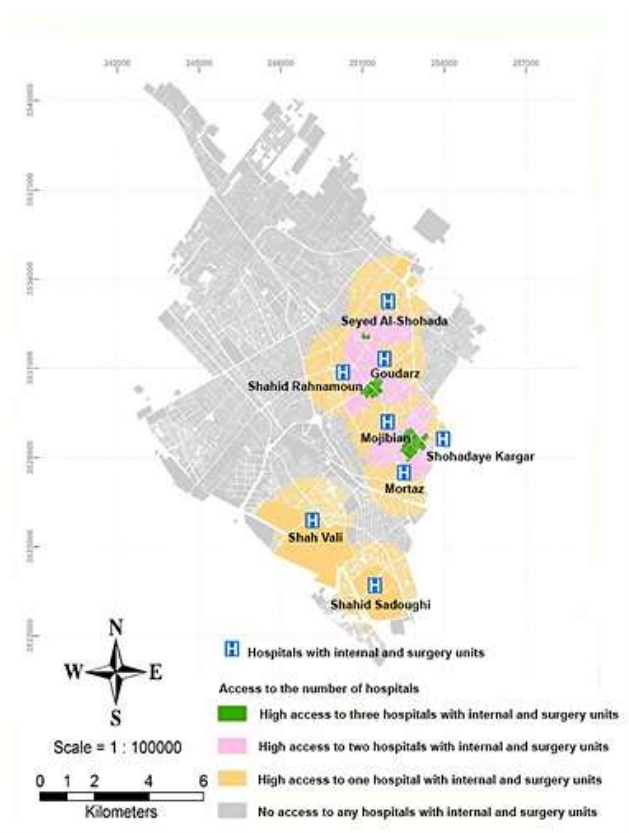 242000 245000 248000 251000 254000 257000
Seyed Al-Shohada
Goudarz
Shahid Rahnamoun
Mojibian
Shohadaye Kargar
Mortaz
Shah Vali
Shahid Sadoughi
N
W E
S
Scale = 1 : 100000
0 1 2 4 6
Kilometers
Hospitals with internal and surgery units
Access to the number of hospitals
High access to three hospitals with internal and surgery units
High access to two hospitals with internal and surgery units
High access to one hospital with internal and surgery units
No access to any hospitals with internal and surgery units